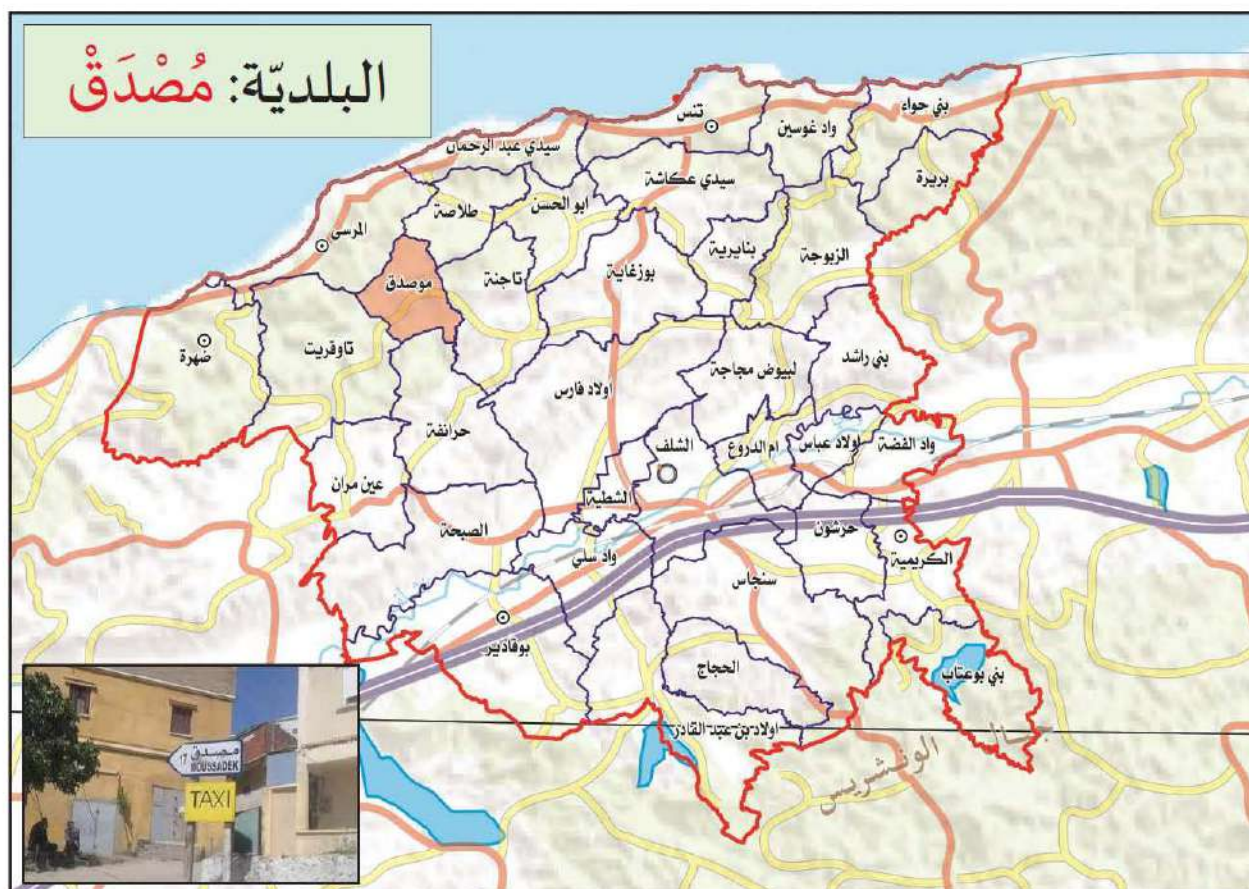 البلديّة: مُصْدَقْ
بني حواء
تنس
واد غوسين
سيدي عبد الرحمان
سيدي عكاشة
بريرة
ابو الحسن
طلاصة
المرسى
بنايرية
الزبوجة
بوزغاية
تاجنة
موصدق
ضهرة
تاوقريت
بني راشد
لبيوض مجاجة
اولاد فارس
حرانفة
الشلف
ام الدروع
اولاد عباس
واد الفضة
عين مران
الشطية
الصبحة
حرشون
واد سلي
الكريمية
سنجاس
بوقادير
الحجاج
بني بوعتاب
اولاد بن عبد القادر
جبال الونشريس
مصدق
17
MOUSSADEK
TAXI